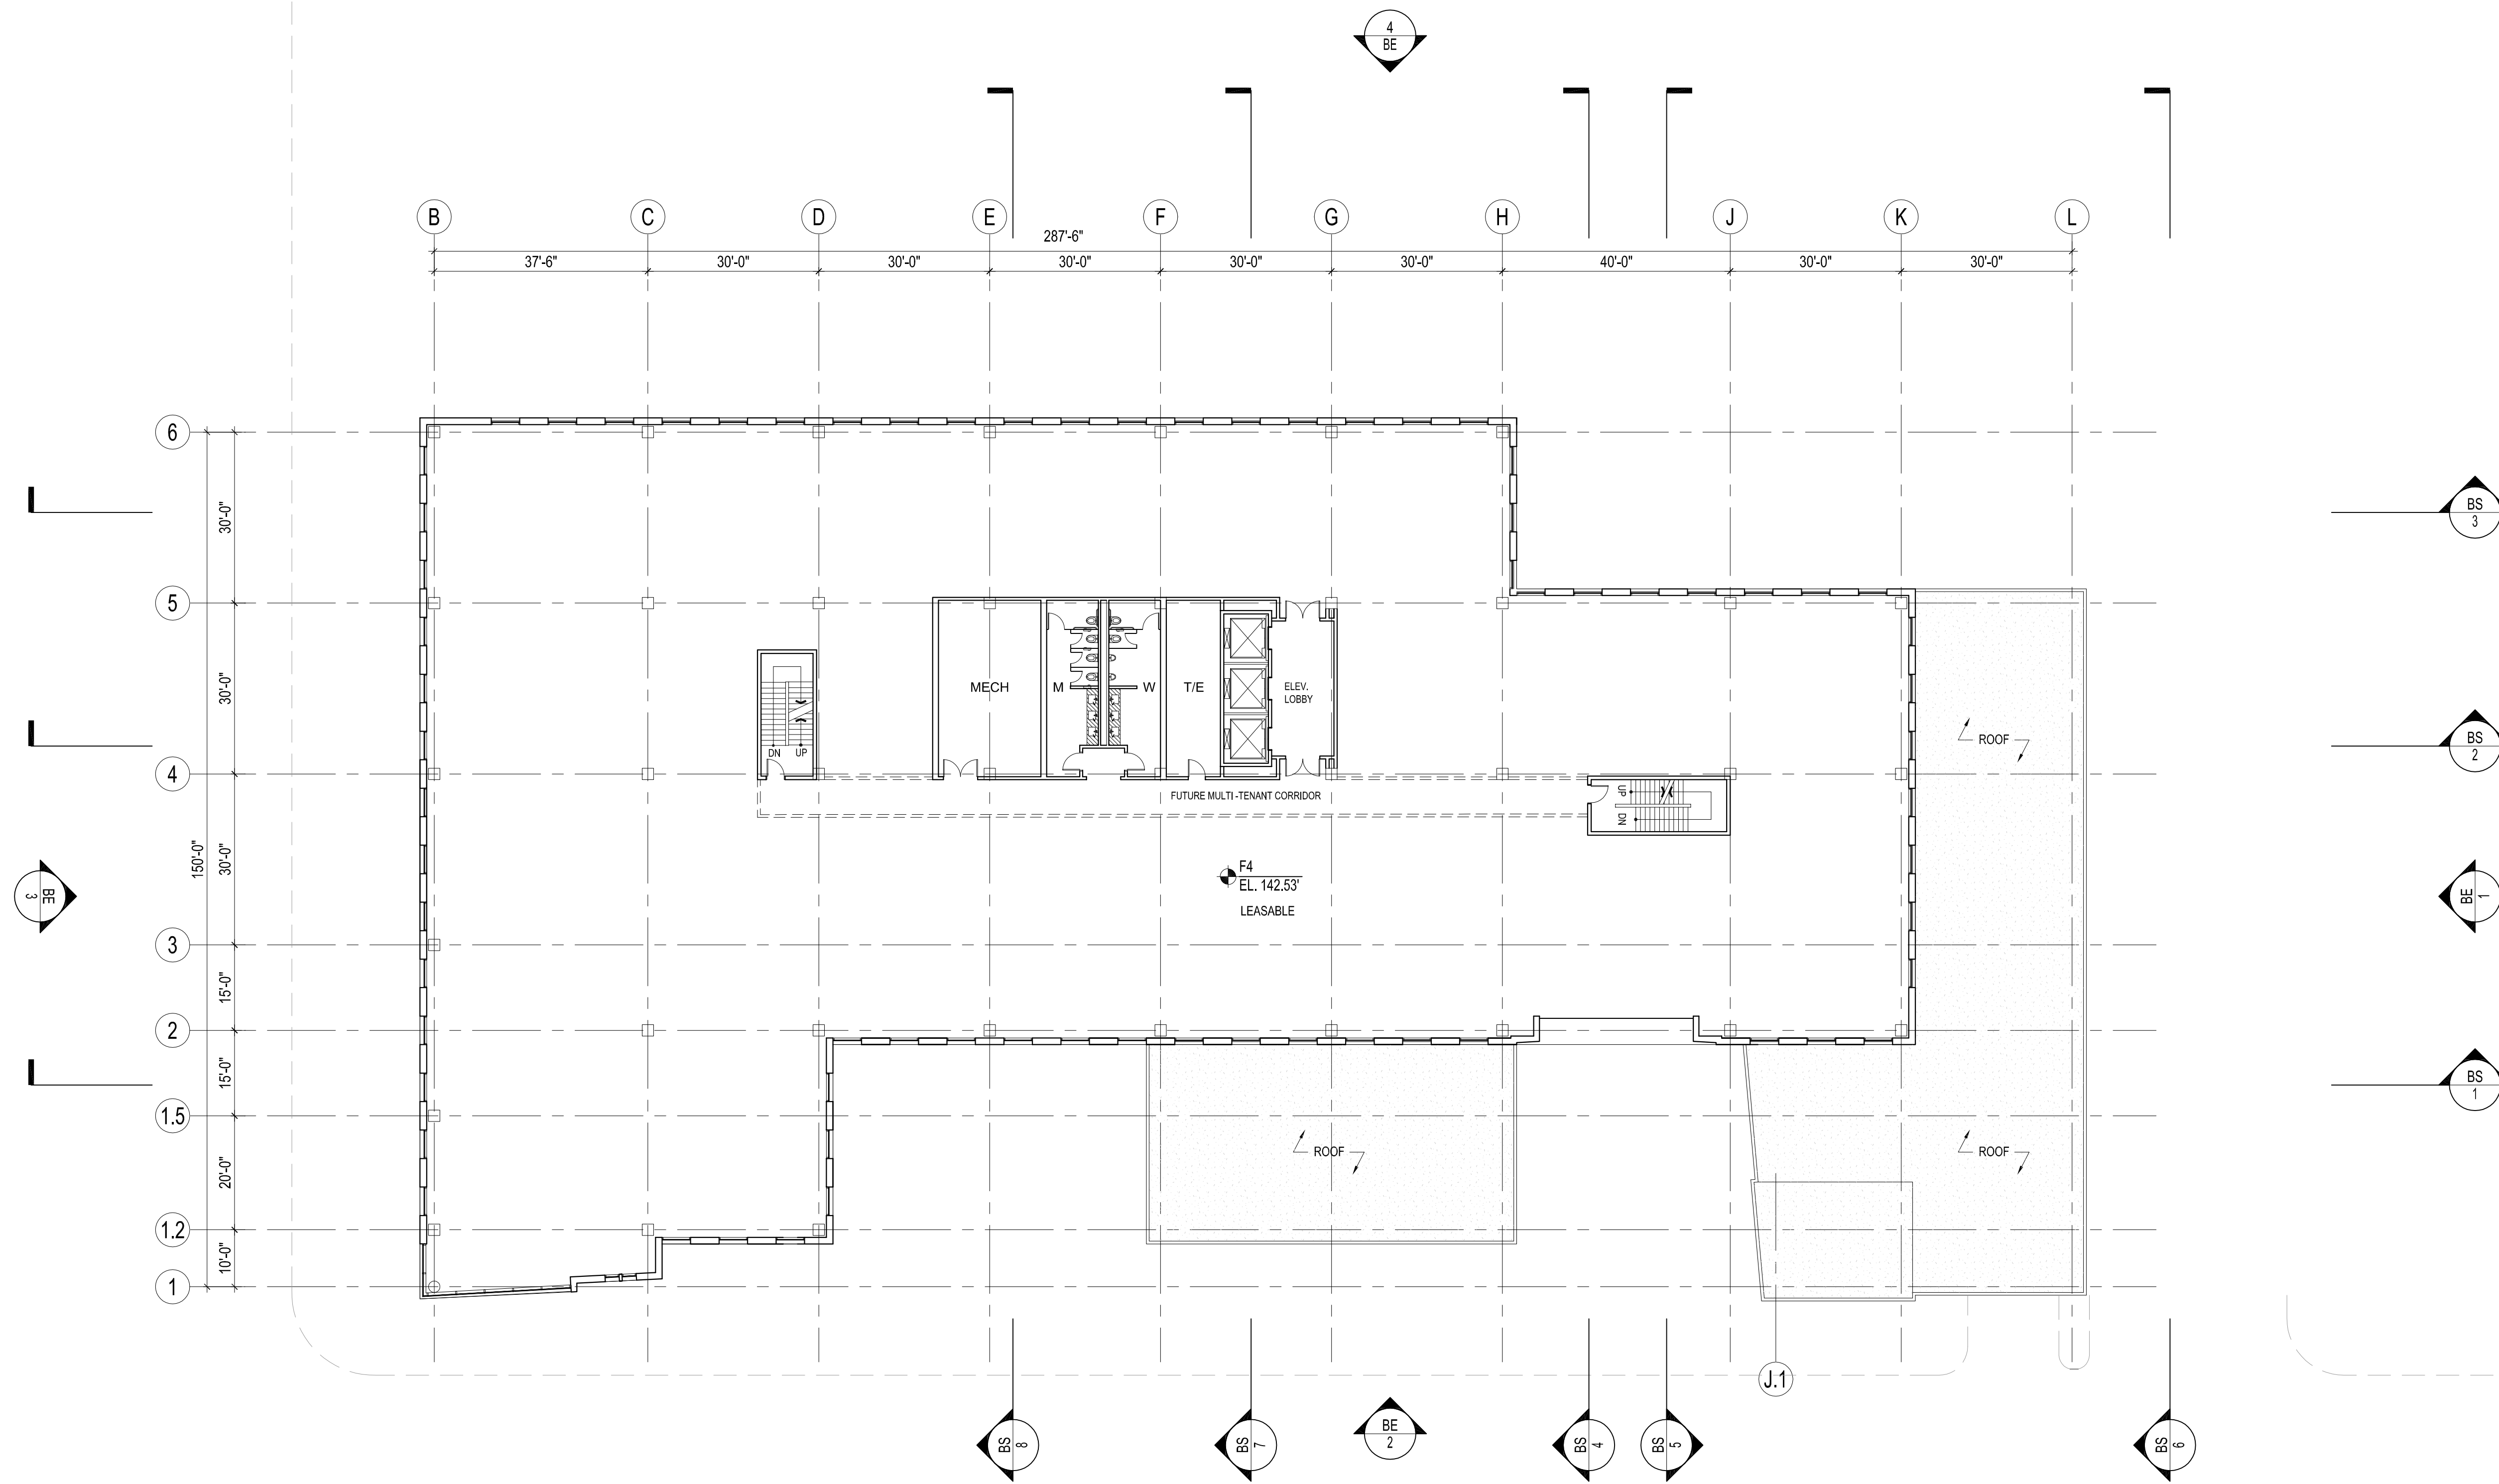 4
BE
B
C
D
E
F
G
H
J
K
L
287'-6"
37'-6"
30'-0"
30'-0"
30'-0"
30'-0"
30'-0"
40'-0"
30'-0"
30'-0"
6
5
4
3
2
1.5
1.2
1
150'-0"
30'-0"
30'-0"
30'-0"
15'-0"
15'-0"
20'-0"
10'-0"
BS
3
BS
2
BE
1
BS
1
BE
3
DN
UP
MECH
M
W
T/E
ELEV.
LOBBY
FUTURE MULTI -TENANT CORRIDOR
UP
DN
F4
EL. 142.53'
LEASABLE
ROOF
ROOF
ROOF
J.1
BS
8
BS
7
BE
2
BS
4
BS
5
BS
6